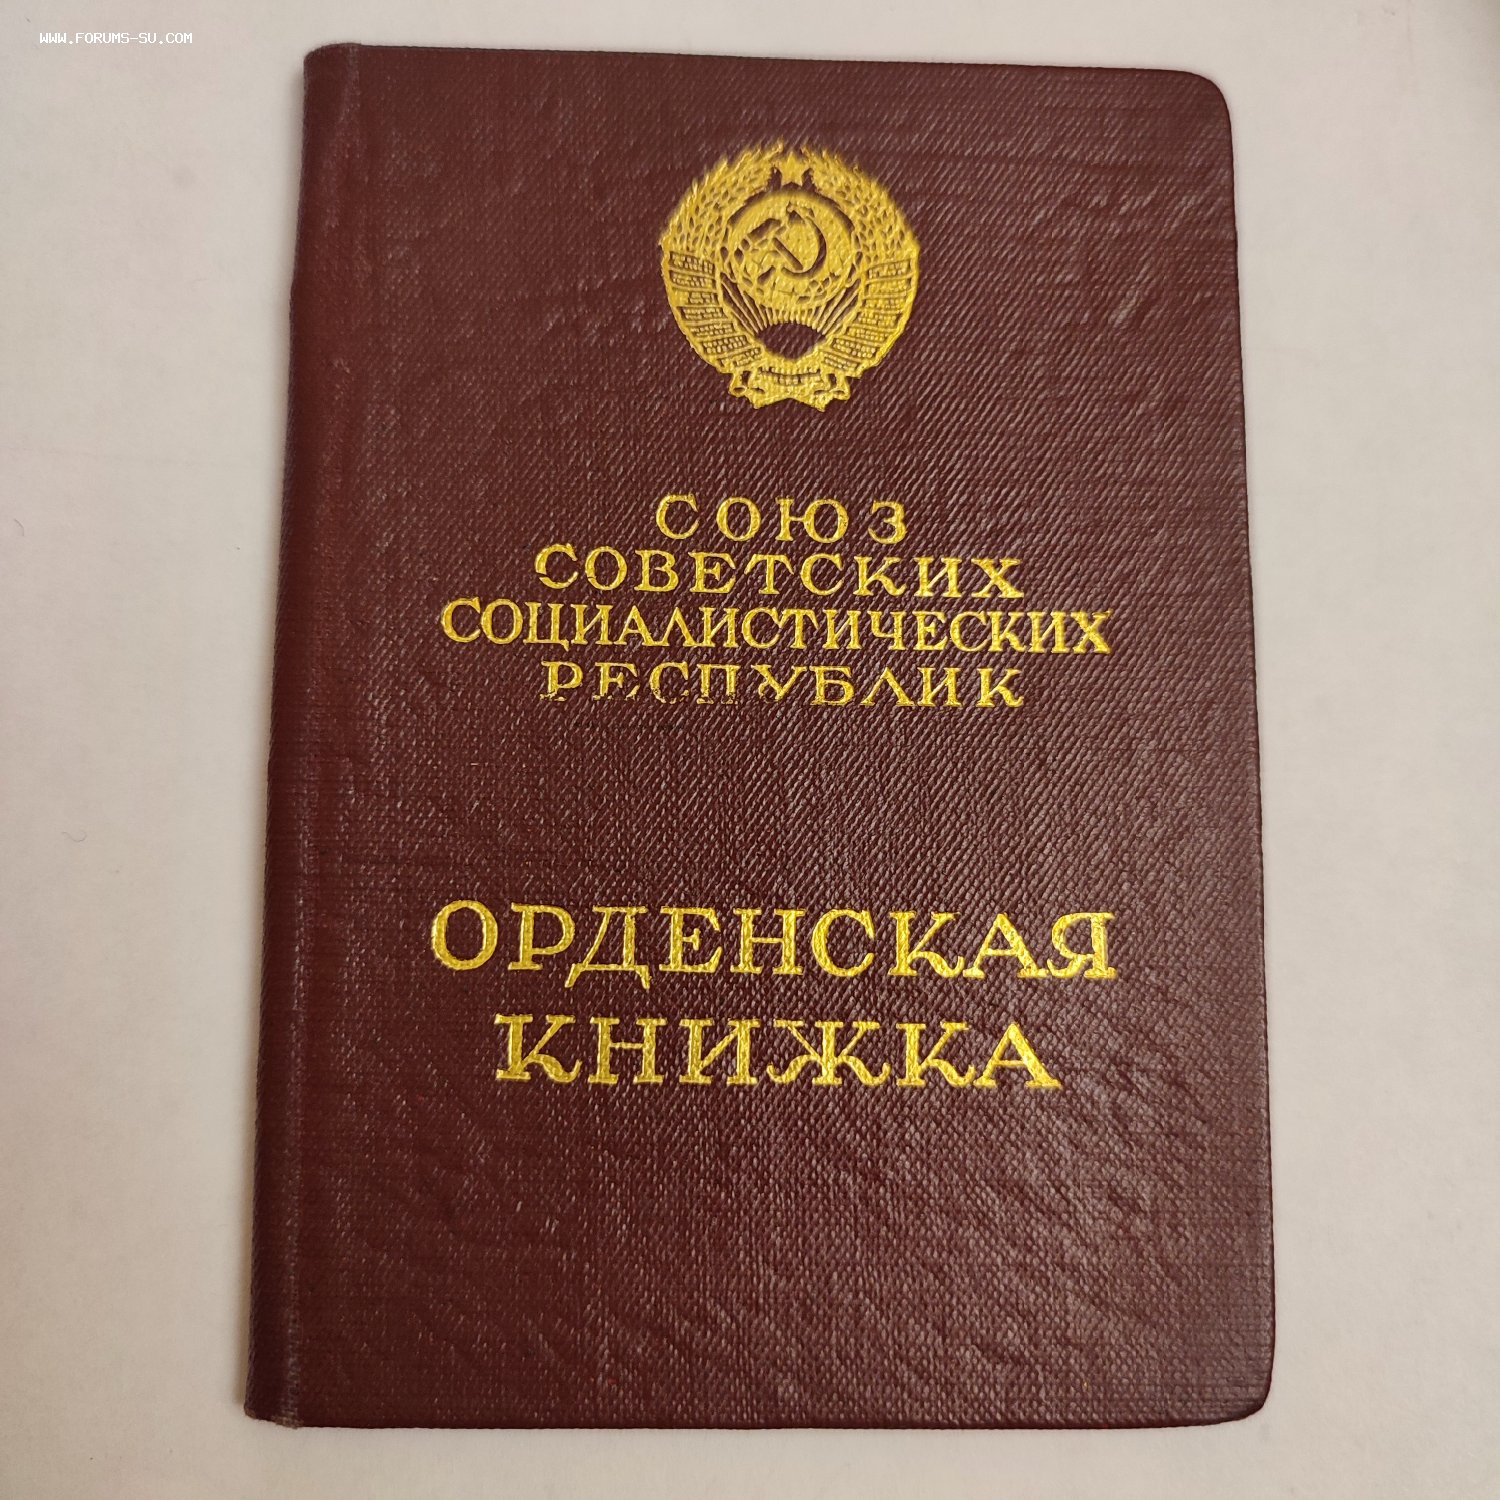 WWW.FORUMS-SU.COM
СОЮЗ
СОВЕТСКИХ
СОЦИАЛИСТИЧЕСКИХ
РЕСПУБЛИК
ОРДЕНСКАЯ
КНИЖКА